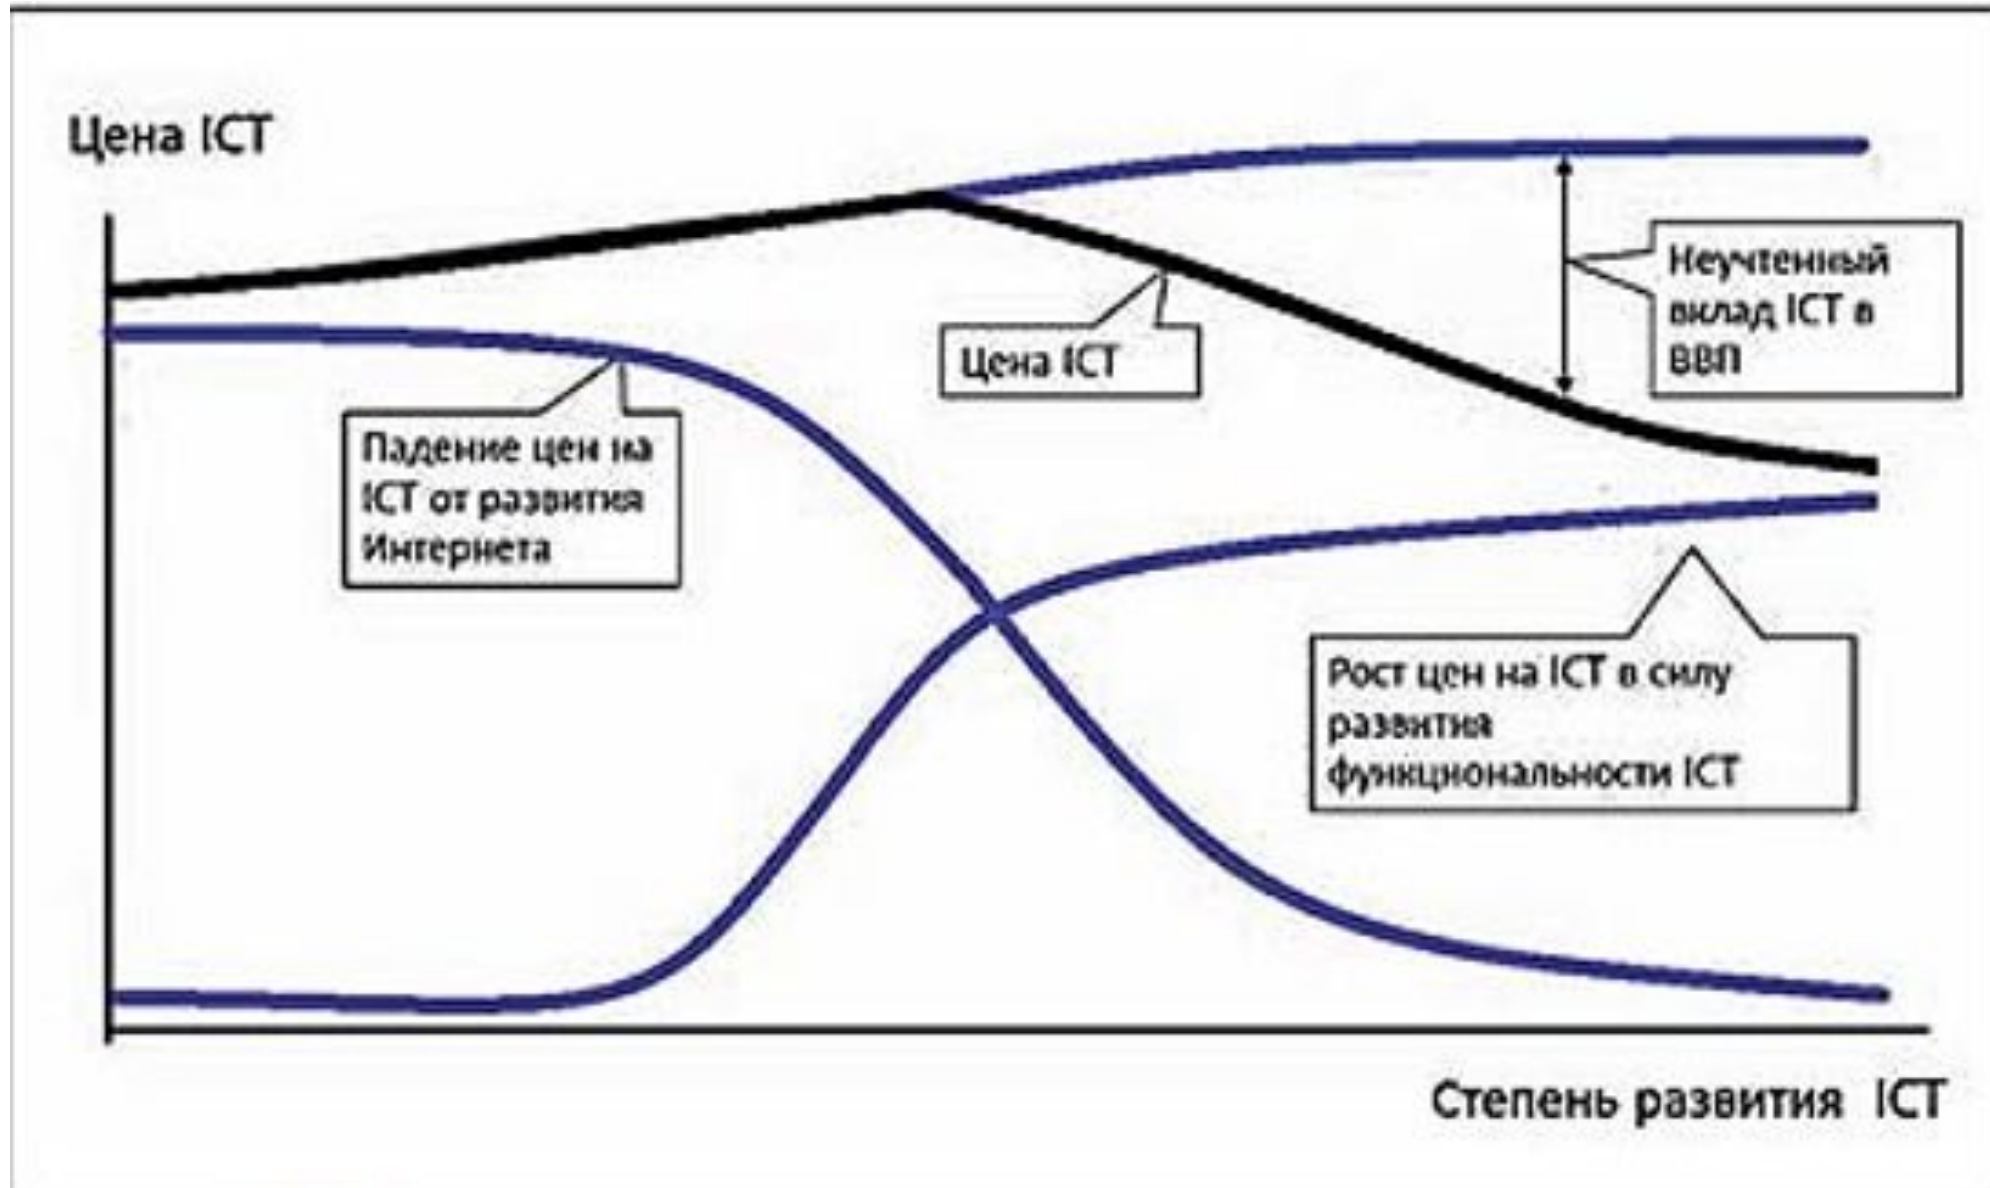 Цена ICT
Неучтенный
вклад ICT в
ВВП
Цена ICT
Падение цен на
ICT от развития
Интернета
Рост цен на ICT в силу
развития
функциональности ICT
Степень развития ICT